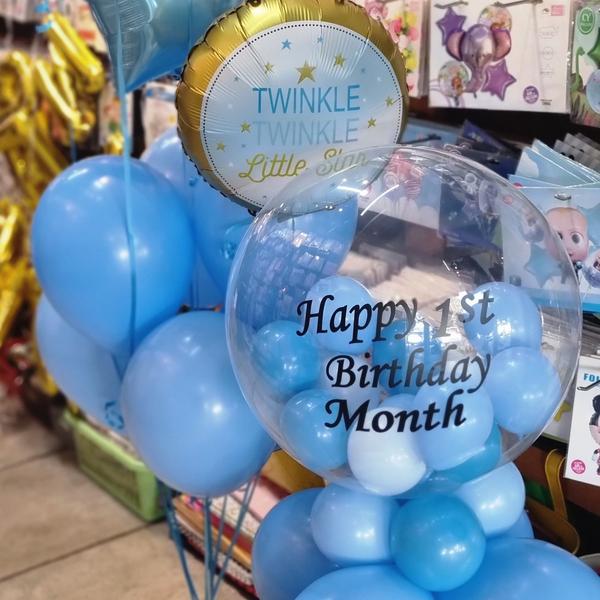 TWINKLE
TWINKLE
Little Star
Happy 1st
Birthday
Month